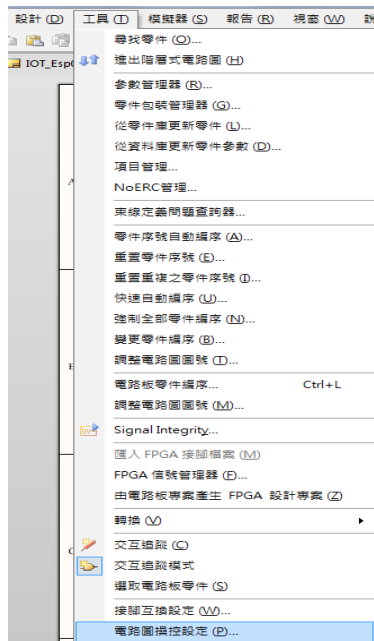 設計 (D) 工具 (T) 模擬器 (S) 報告 (R) 視窗 (W)
IOT_Esp
尋找零件 (O)...
進出階層式電路圖 (H)
參數管理器 (R)...
零件包裝管理器 (G)...
從零件庫更新零件 (L)...
從資料庫更新零件參數 (D)...
項目管理...
NoERC管理...
束線定義問題查詢器...
零件序號自動編序 (A)...
重置零件序號 (E)...
重置重複之零件序號 (I)...
快速自動編序 (U)...
強制全部零件編序 (N)...
變更零件編序 (B)...
調整電路圖圖號 (T)...
電路板零件編序... Ctrl+L
調整電路圖圖號 (M)...
Signal Integrity...
匯入 FPGA 接腳檔案 (M)
FPGA 信號管理器 (F)...
由電路板專案產生 FPGA 設計專案 (Z)
轉換 (V)
交互追蹤 (C)
交互追蹤模式
選取電路板零件 (S)
接腳互換設定 (W)...
電路圖操控設定 (P)...